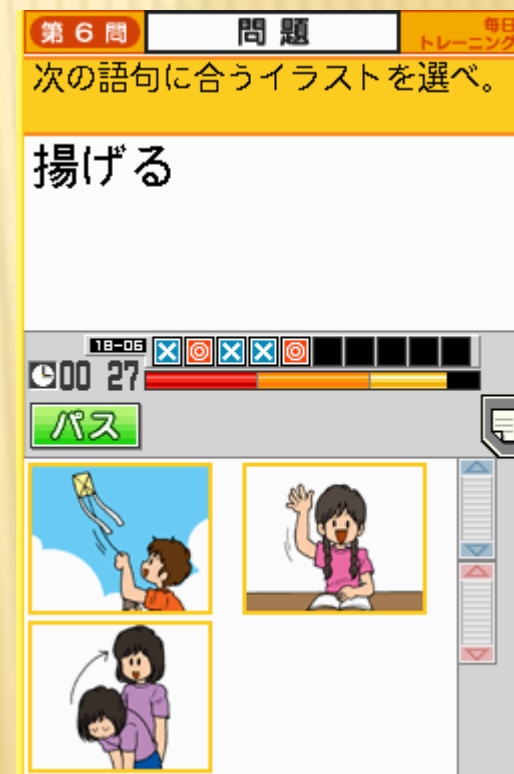 第6問
問題
毎日
トレーニング
次の語句に合うイラストを選べ。
揚げる
18-06
00 27
パス